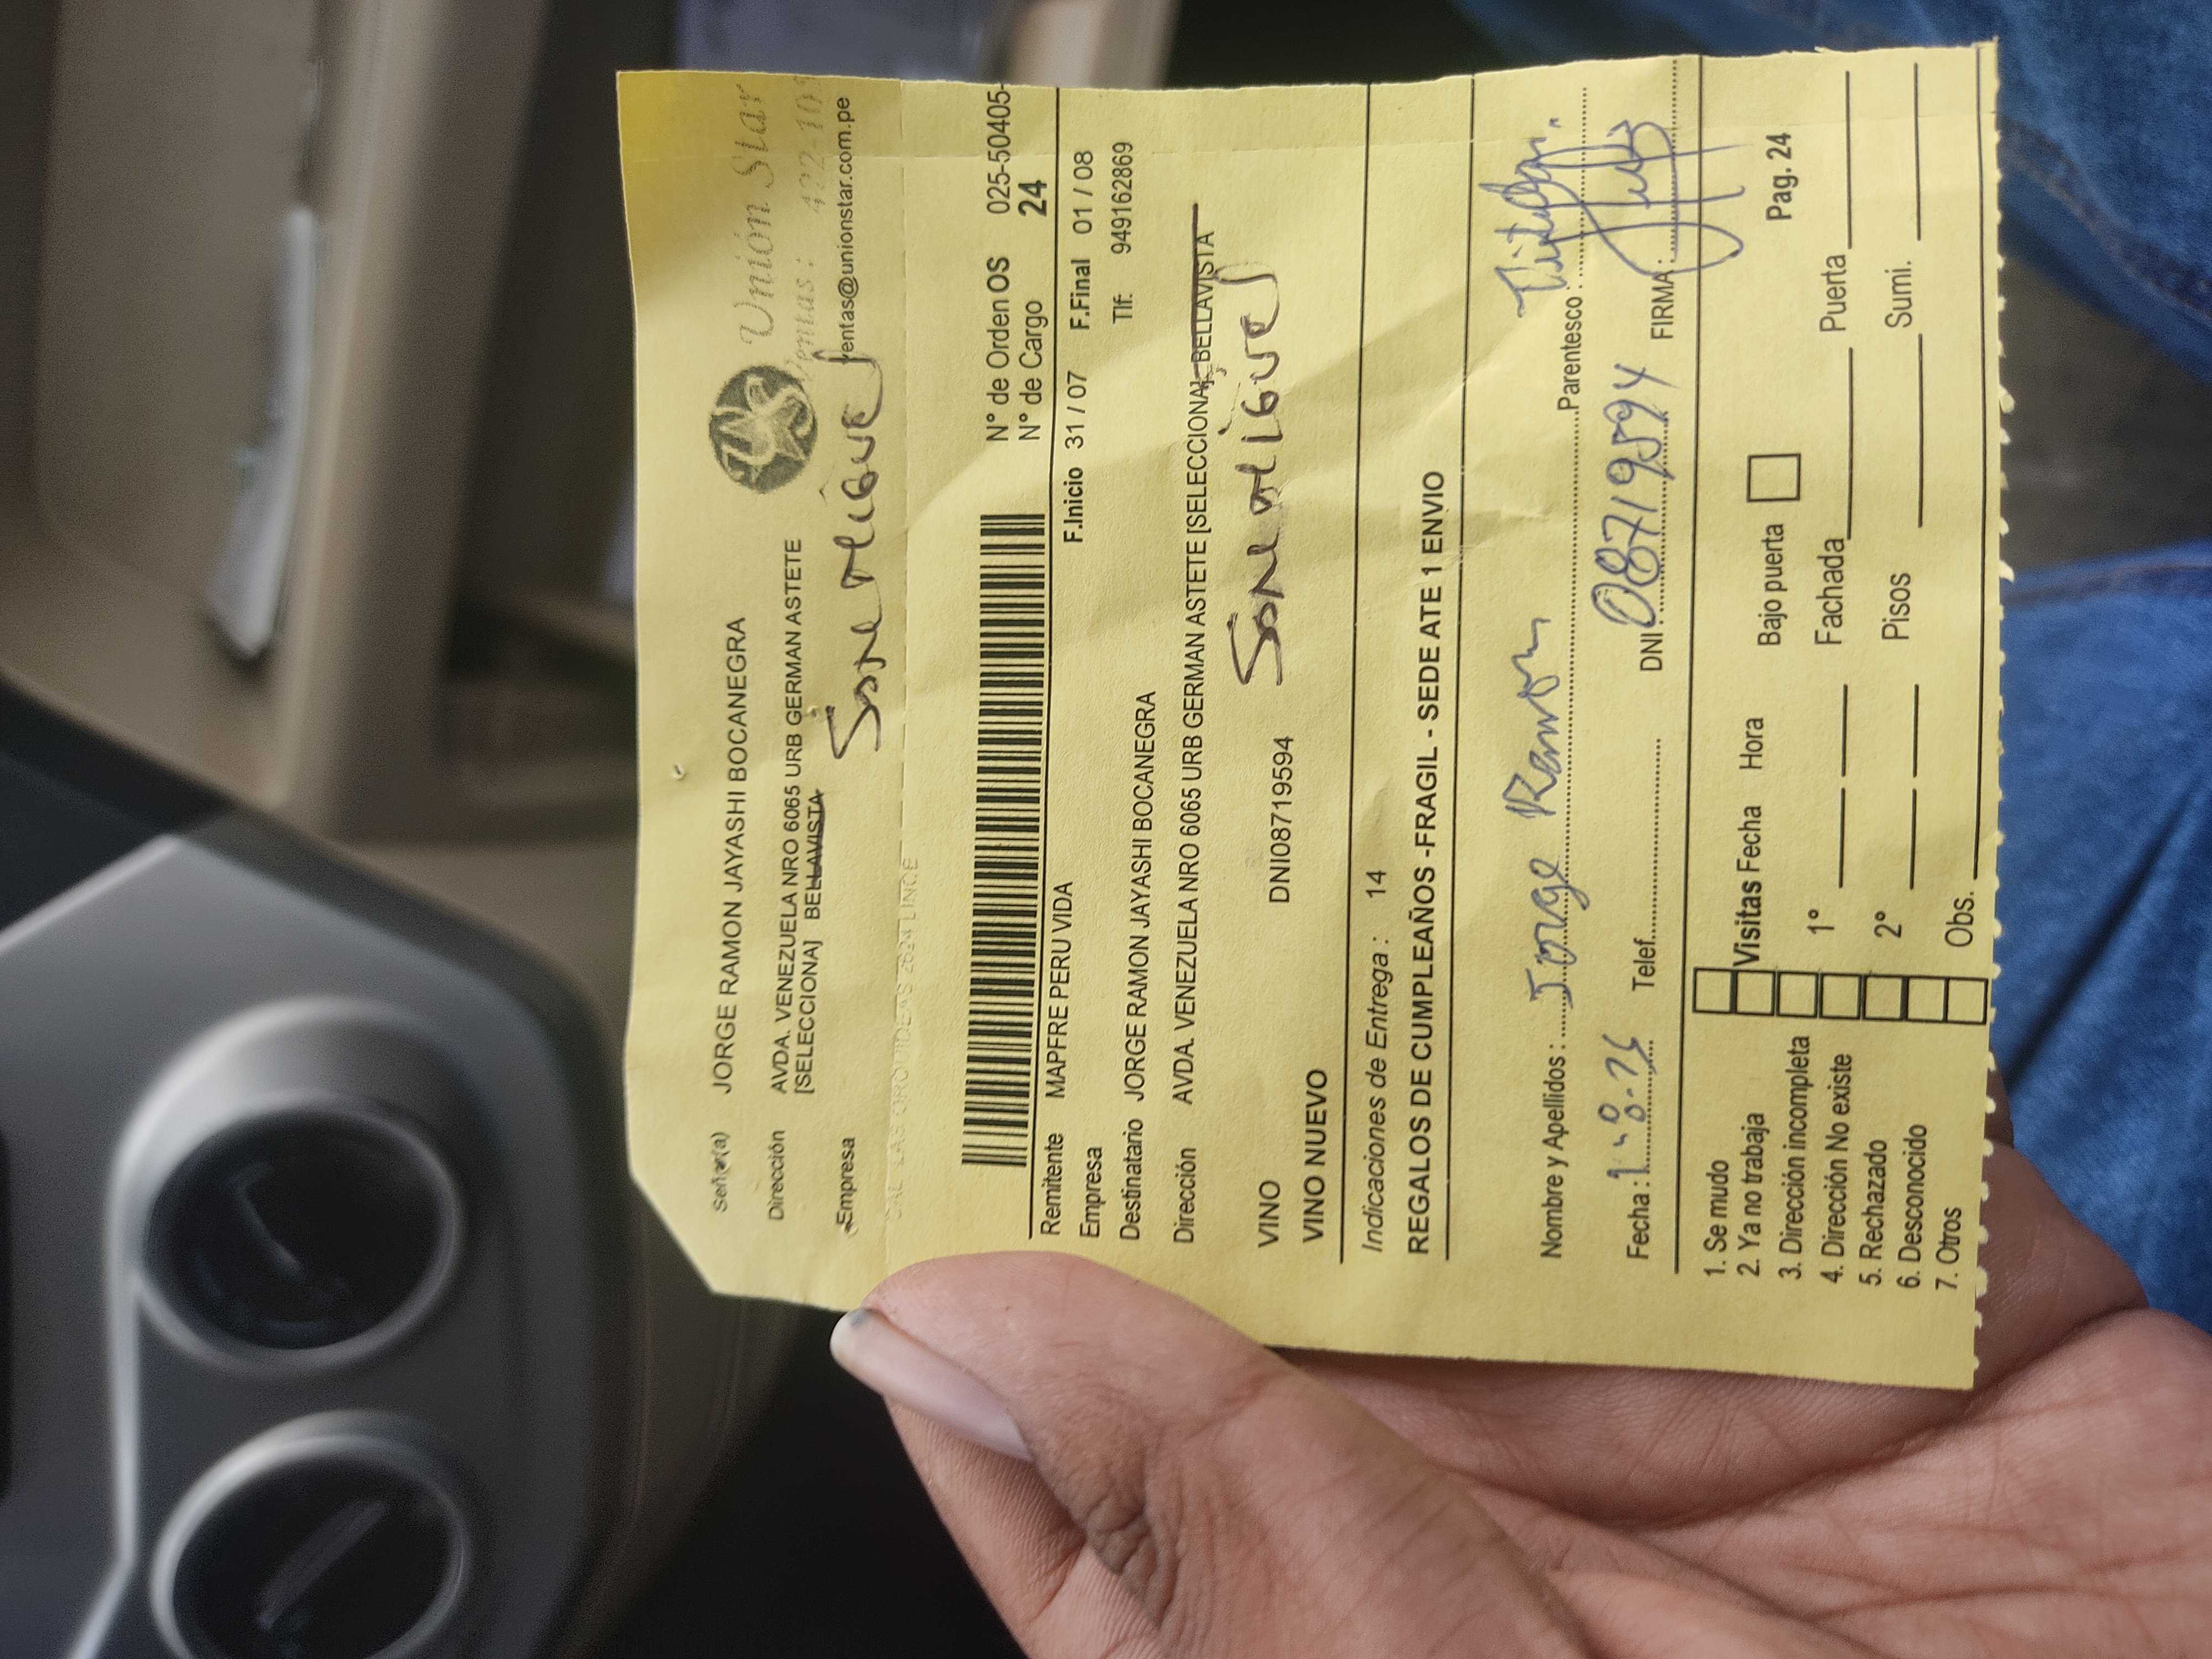 Señor(a) JORGE RAMON JAYASHI BOCANEGRA
Unión Star
Dirección AVDA. VENEZUELA NRO 6065 URB GERMAN ASTETE
[SELECCIONA] BELLAVISTA
ventas@unionstar.com.pe
Empresa
San Miguel
CAL LAS OROUIDEAS 2634 LINCE
N° de Orden OS 025-50405-
N° de Cargo 24
Remitente MAPFRE PERU VIDA F.Inicio 31 / 07 F.Final 01 / 08
Empresa Tlf: 949162869
Destinatario JORGE RAMON JAYASHI BOCANEGRA
Dirección AVDA. VENEZUELA NRO 6065 URB GERMAN ASTETE [SELECCIONA]- BELLAVISTA
San Miguel
VINO DNI08719594
VINO NUEVO
Indicaciones de Entrega : 14
REGALOS DE CUMPLEAÑOS -FRAGIL - SEDE ATE 1 ENVIO
Nombre y Apellidos : Jorge Ramon Parentesco : Titular.
Fecha : 1-8-25 Telef. DNI 08719594 FIRMA :
1. Se mudo
2. Ya no trabaja Visitas Fecha Hora Bajo puerta Pag. 24
3. Dirección incompleta
4. Dirección No existe 1° Fachada Puerta
5. Rechazado
6. Desconocido 2° Pisos Sumi.
7. Otros Obs.